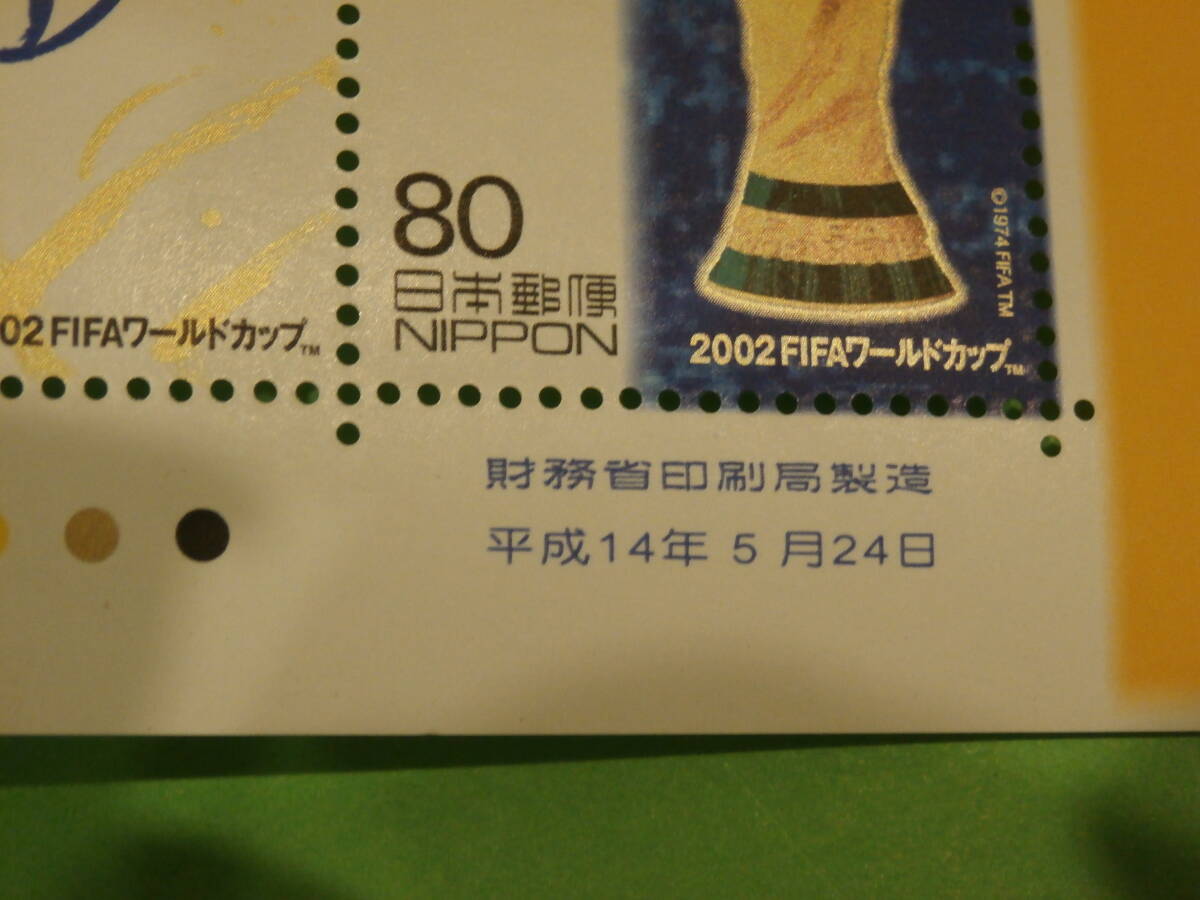 80
日本郵便
NIPPON
©1974 FIFA TM
02 FIFAワールドカップ™
2002 FIFAワールドカップ™
財務省印刷局製造
平成14年 5 月24日